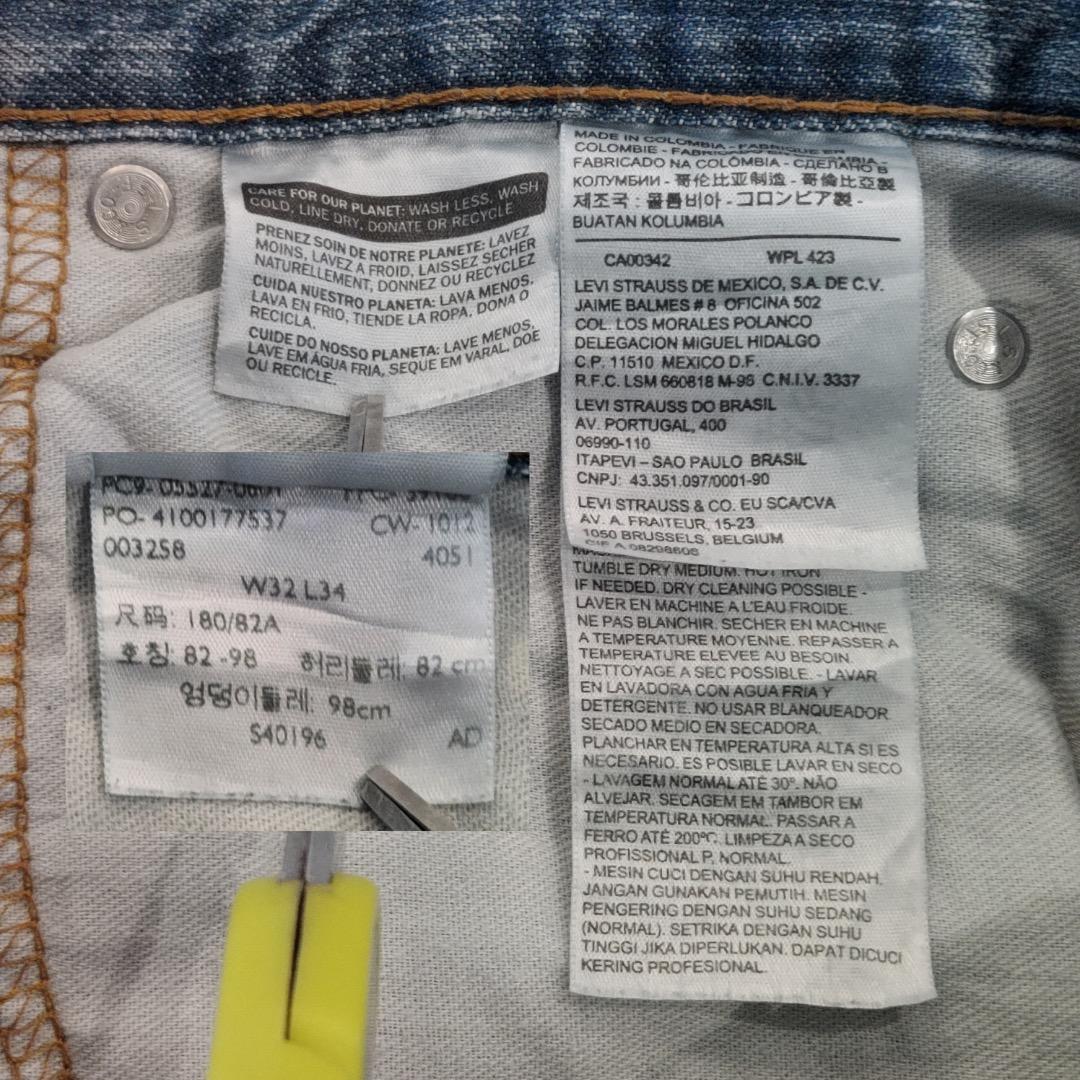 CARE FOR OUR PLANET: WASH LESS, WASH
COLD, LINE DRY, DONATE OR RECYCLE
PRENEZ SOIN DE NOTRE PLANETE: LAVEZ
MOINS, LAVEZ A FROID, LAISSEZ SECHER
NATURELLEMENT, DONNEZ OU RECYCLEZ
CUIDA NUESTRO PLANETA: LAVA MENOS,
LAVA EN FRIO, TIENDE LA ROPA, DONA O
RECICLA.
CUIDE DO NOSSO PLANETA: LAVE MENOS,
LAVE EM ÁGUA FRIA, SEQUE EM VARAL, DOE
OU RECICLE.
PO- 4100177537 CW- 1012
003258 4051
W32 L34
尺码: 180/82A
호칭: 82 -98 허리둘레: 82 cm
엉덩이둘레: 98cm
S40196 AD
MADE IN COLOMBIA - FABRIQUE EN
COLOMBIE - FABRICADO EN COLOMBIA -
FABRICADO NA COLÔMBIA - СДЕЛАНО В
КОЛУМБИИ - 哥伦比亚制造 - 哥倫比亞製
제조국 : 콜롬비아 - コロンビア製 -
BUATAN KOLUMBIA
CA00342 WPL 423
LEVI STRAUSS DE MEXICO, S.A. DE C.V.
JAIME BALMES # 8 OFICINA 502
COL. LOS MORALES POLANCO
DELEGACION MIGUEL HIDALGO
C.P. 11510 MEXICO D.F.
R.F.C. LSM 660818 M-96 C.N.I.V. 3337
LEVI STRAUSS DO BRASIL
AV. PORTUGAL, 400
06990-110
ITAPEVI – SAO PAULO BRASIL
CNPJ: 43.351.097/0001-90
LEVI STRAUSS & CO. EU SCA/CVA
AV. A. FRAITEUR, 15-23
1050 BRUSSELS, BELGIUM
CIF A 08298606
TUMBLE DRY MEDIUM. HOT IRON
IF NEEDED. DRY CLEANING POSSIBLE -
LAVER EN MACHINE A L'EAU FROIDE.
NE PAS BLANCHIR. SECHER EN MACHINE
A TEMPERATURE MOYENNE. REPASSER A
TEMPERATURE ELEVEE AU BESOIN.
NETTOYAGE A SEC POSSIBLE. - LAVAR
EN LAVADORA CON AGUA FRIA Y
DETERGENTE. NO USAR BLANQUEADOR
SECADO MEDIO EN SECADORA.
PLANCHAR EN TEMPERATURA ALTA SI ES
NECESARIO. ES POSIBLE LAVAR EN SECO
- LAVAGEM NORMAL ATÉ 30°. NÃO
ALVEJAR. SECAGEM EM TAMBOR EM
TEMPERATURA NORMAL. PASSAR A
FERRO ATÉ 200ºC. LIMPEZA A SECO
PROFISSIONAL P, NORMAL.
- MESIN CUCI DENGAN SUHU RENDAH.
JANGAN GUNAKAN PEMUTIH. MESIN
PENGERING DENGAN SUHU SEDANG
(NORMAL). SETRIKA DENGAN SUHU
TINGGI JIKA DIPERLUKAN. DAPAT DICUCI
KERING PROFESIONAL.